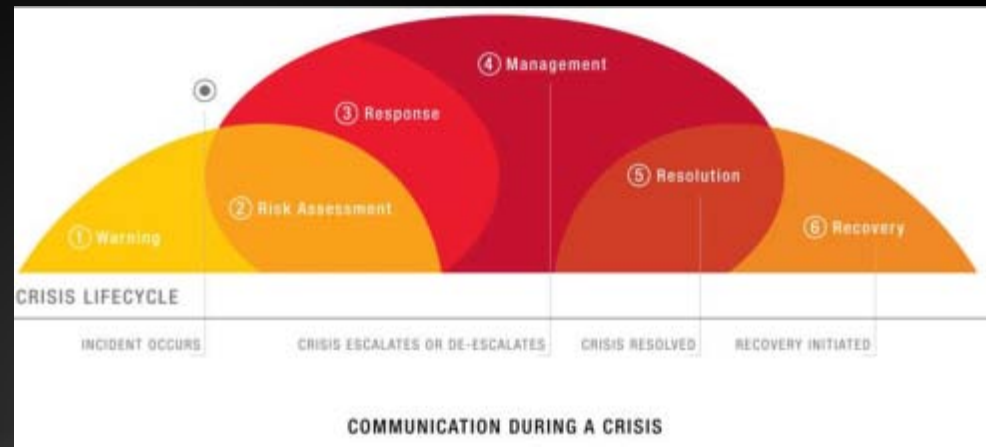 ④ Management
③ Response
⑤ Resolution
② Risk Assessment
⑥ Recovery
① Warning
CRISIS LIFECYCLE
INCIDENT OCCURS
CRISIS ESCALATES OR DE-ESCALATES
CRISIS RESOLVED
RECOVERY INITIATED
COMMUNICATION DURING A CRISIS